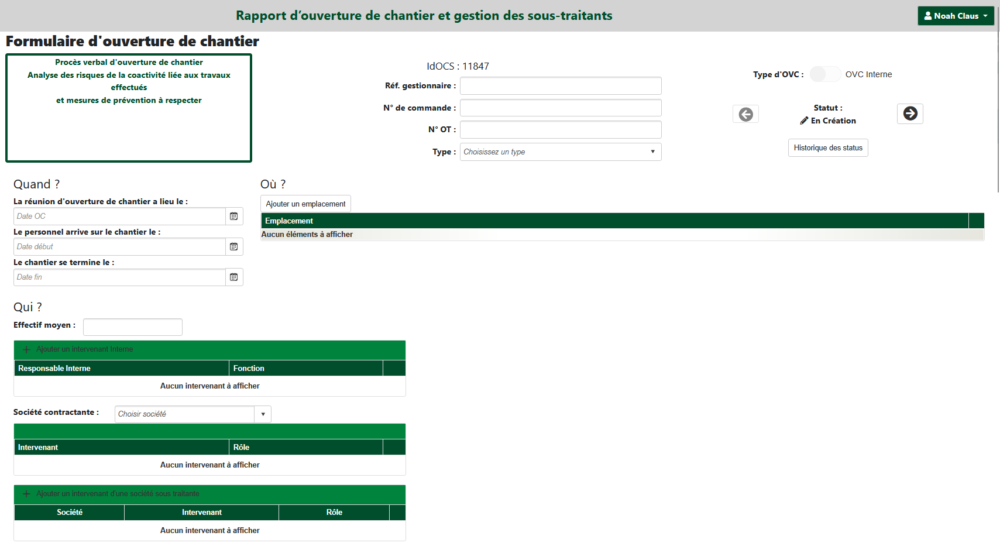 Rapport d’ouverture de chantier et gestion des sous-traitants
Noah Claus
Formulaire d'ouverture de chantier
Procès verbal d'ouverture de chantier
Analyse des risques de la coactivité liée aux travaux
effectués
et mesures de prévention à respecter
IdOCS : 11847
Réf. gestionnaire :
N° de commande :
N° OT :
Type : Choisissez un type
Type d'OVC : OVC Interne
Statut :
En Création
Historique des status
Quand ?
La réunion d'ouverture de chantier a lieu le :
Date OC
Le personnel arrive sur le chantier le :
Date début
Le chantier se termine le :
Date fin
Où ?
Ajouter un emplacement
Emplacement
Aucun éléments à afficher
Qui ?
Effectif moyen :
Ajouter un intervenant Interne
Responsable Interne Fonction
Aucun intervenant à afficher
Société contractante : Choisir société
Intervenant Rôle
Aucun intervenant à afficher
Ajouter un intervenant d'une société sous traitante
Société Intervenant Rôle
Aucun intervenant à afficher